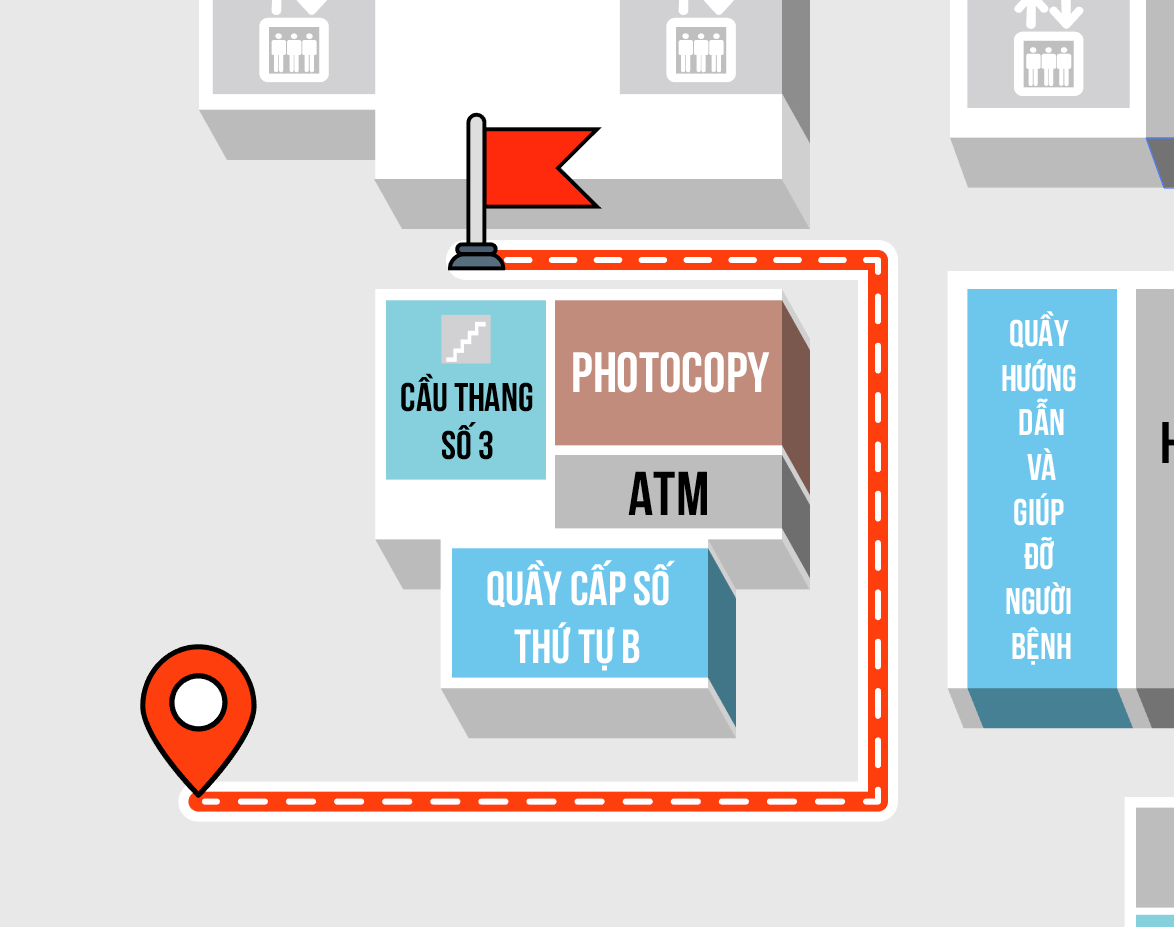 CẦU THANG
SỐ 3
PHOTOCOPY
ATM
QUẦY CẤP SỐ
THỨ TỰ B
QUẦY
HƯỚNG
DẪN
VÀ
GIÚP
ĐỠ
NGƯỜI
BỆNH